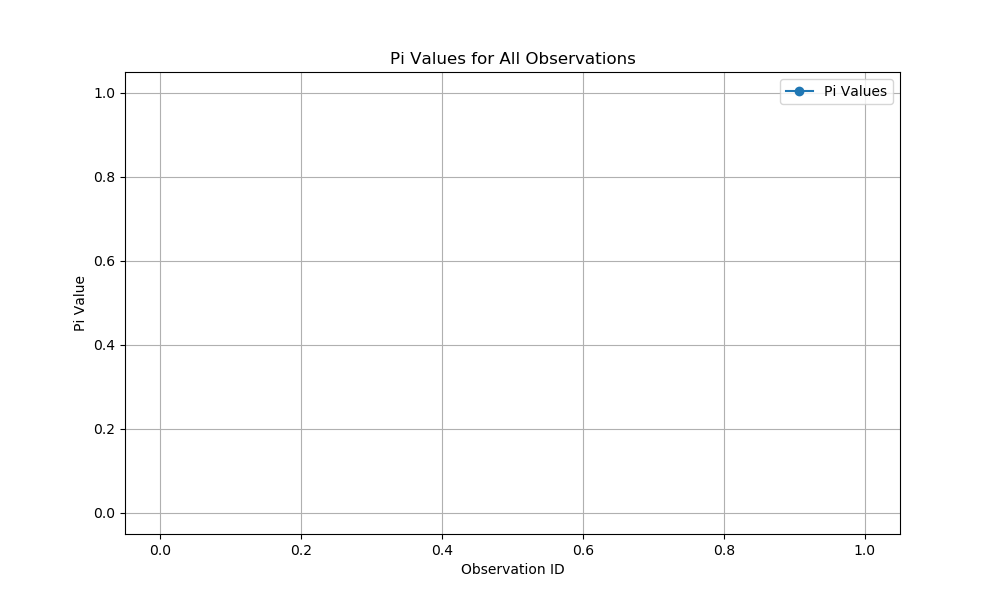 Pi Values for All Observations
Pi Values
1.0
0.8
0.6
0.4
0.2
0.0
Pi Value
0.0 0.2 0.4 0.6 0.8 1.0
Observation ID